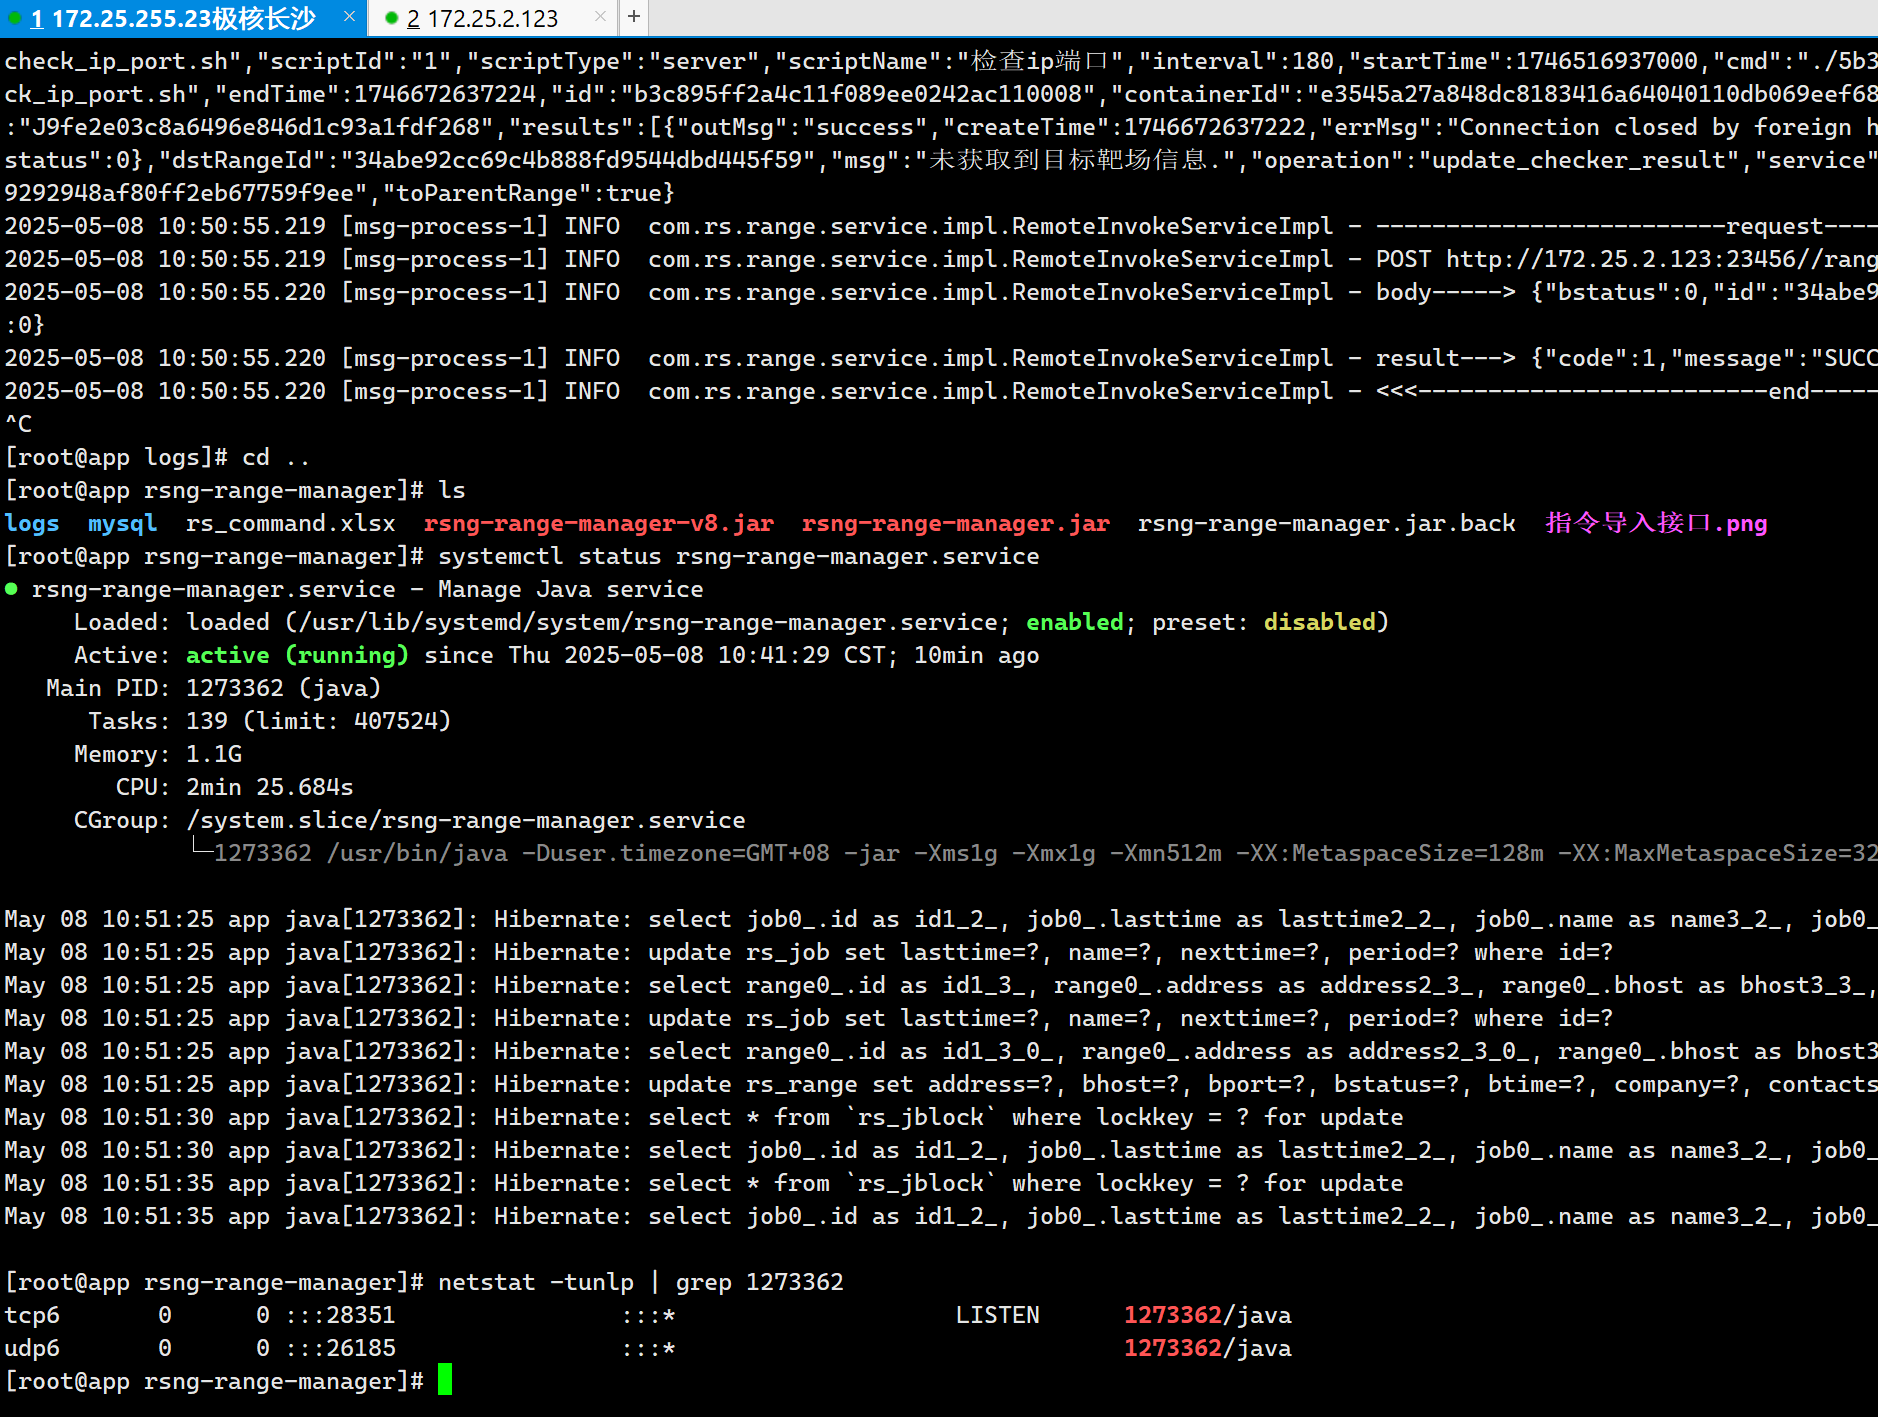 1 172.25.255.23极核长沙 × 2 172.25.2.123 × +
check_ip_port.sh","scriptId":"1","scriptType":"server","scriptName":"检查ip端口","interval":180,"startTime":1746516937000,"cmd":"./5b3
ck_ip_port.sh","endTime":1746672637224,"id":"b3c895ff2a4c11f089ee0242ac110008","containerId":"e3545a27a848dc8183416a64040110db069eef68
:"J9fe2e03c8a6496e846d1c93a1fdf268","results":[{"outMsg":"success","createTime":1746672637222,"errMsg":"Connection closed by foreign h
status":0},"dstRangeId":"34abe92cc69c4b888fd9544dbd445f59","msg":"未获取到目标靶场信息.","operation":"update_checker_result","service"
9292948af80ff2eb67759f9ee","toParentRange":true}
2025-05-08 10:50:55.219 [msg-process-1] INFO  com.rs.range.service.impl.RemoteInvokeServiceImpl - -------------------------request----
2025-05-08 10:50:55.219 [msg-process-1] INFO  com.rs.range.service.impl.RemoteInvokeServiceImpl - POST http://172.25.2.123:23456//rang
2025-05-08 10:50:55.220 [msg-process-1] INFO  com.rs.range.service.impl.RemoteInvokeServiceImpl - body-----> {"bstatus":0,"id":"34abe9
:0}
2025-05-08 10:50:55.220 [msg-process-1] INFO  com.rs.range.service.impl.RemoteInvokeServiceImpl - result---> {"code":1,"message":"SUCC
2025-05-08 10:50:55.220 [msg-process-1] INFO  com.rs.range.service.impl.RemoteInvokeServiceImpl - <<<-------------------------end-----
^C
[root@app logs]# cd ..
[root@app rsng-range-manager]# ls
logs  mysql  rs_command.xlsx  rsng-range-manager-v8.jar  rsng-range-manager.jar  rsng-range-manager.jar.back  指令导入接口.png
[root@app rsng-range-manager]# systemctl status rsng-range-manager.service
● rsng-range-manager.service - Manage Java service
     Loaded: loaded (/usr/lib/systemd/system/rsng-range-manager.service; enabled; preset: disabled)
     Active: active (running) since Thu 2025-05-08 10:41:29 CST; 10min ago
   Main PID: 1273362 (java)
      Tasks: 139 (limit: 407524)
     Memory: 1.1G
        CPU: 2min 25.684s
     CGroup: /system.slice/rsng-range-manager.service
             └─1273362 /usr/bin/java -Duser.timezone=GMT+08 -jar -Xms1g -Xmx1g -Xmn512m -XX:MetaspaceSize=128m -XX:MaxMetaspaceSize=32
May 08 10:51:25 app java[1273362]: Hibernate: select job0_.id as id1_2_, job0_.lasttime as lasttime2_2_, job0_.name as name3_2_, job0_
May 08 10:51:25 app java[1273362]: Hibernate: update rs_job set lasttime=?, name=?, nexttime=?, period=? where id=?
May 08 10:51:25 app java[1273362]: Hibernate: select range0_.id as id1_3_, range0_.address as address2_3_, range0_.bhost as bhost3_3_,
May 08 10:51:25 app java[1273362]: Hibernate: update rs_job set lasttime=?, name=?, nexttime=?, period=? where id=?
May 08 10:51:25 app java[1273362]: Hibernate: select range0_.id as id1_3_0_, range0_.address as address2_3_0_, range0_.bhost as bhost3
May 08 10:51:25 app java[1273362]: Hibernate: update rs_range set address=?, bhost=?, bport=?, bstatus=?, btime=?, company=?, contacts
May 08 10:51:30 app java[1273362]: Hibernate: select * from `rs_jblock` where lockkey = ? for update
May 08 10:51:30 app java[1273362]: Hibernate: select job0_.id as id1_2_, job0_.lasttime as lasttime2_2_, job0_.name as name3_2_, job0_
May 08 10:51:35 app java[1273362]: Hibernate: select * from `rs_jblock` where lockkey = ? for update
May 08 10:51:35 app java[1273362]: Hibernate: select job0_.id as id1_2_, job0_.lasttime as lasttime2_2_, job0_.name as name3_2_, job0_
[root@app rsng-range-manager]# netstat -tunlp | grep 1273362
tcp6       0      0 :::28351                :::*                    LISTEN      1273362/java
udp6       0      0 :::26185                :::*                                1273362/java
[root@app rsng-range-manager]#